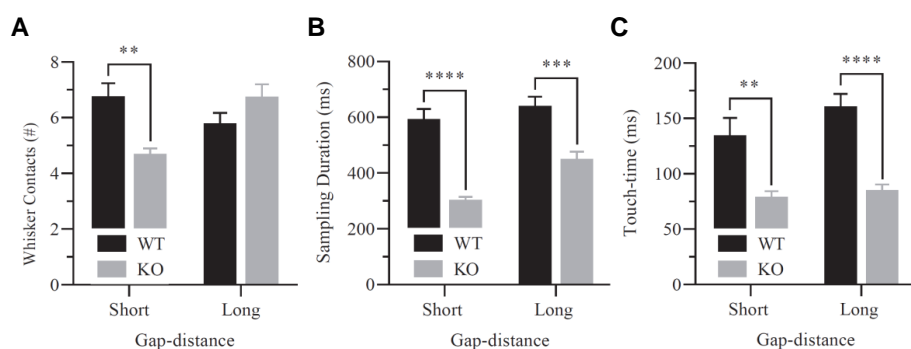 A
**
Whisker Contacts (#)
8
6
4
2
0
WT
KO
Short
Long
Gap-distance
B
****
***
Sampling Duration (ms)
800
600
400
200
0
WT
KO
Short
Long
Gap-distance
C
**
****
Touch-time (ms)
200
150
100
50
0
WT
KO
Short
Long
Gap-distance